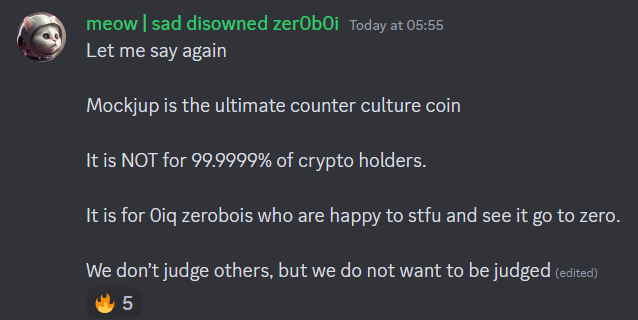 meow | sad disowned zer0b0i Today at 05:55
Let me say again
Mockjup is the ultimate counter culture coin
It is NOT for 99.9999% of crypto holders.
It is for 0iq zerobois who are happy to stfu and see it go to zero.
We don’t judge others, but we do not want to be judged (edited)
🔥 5